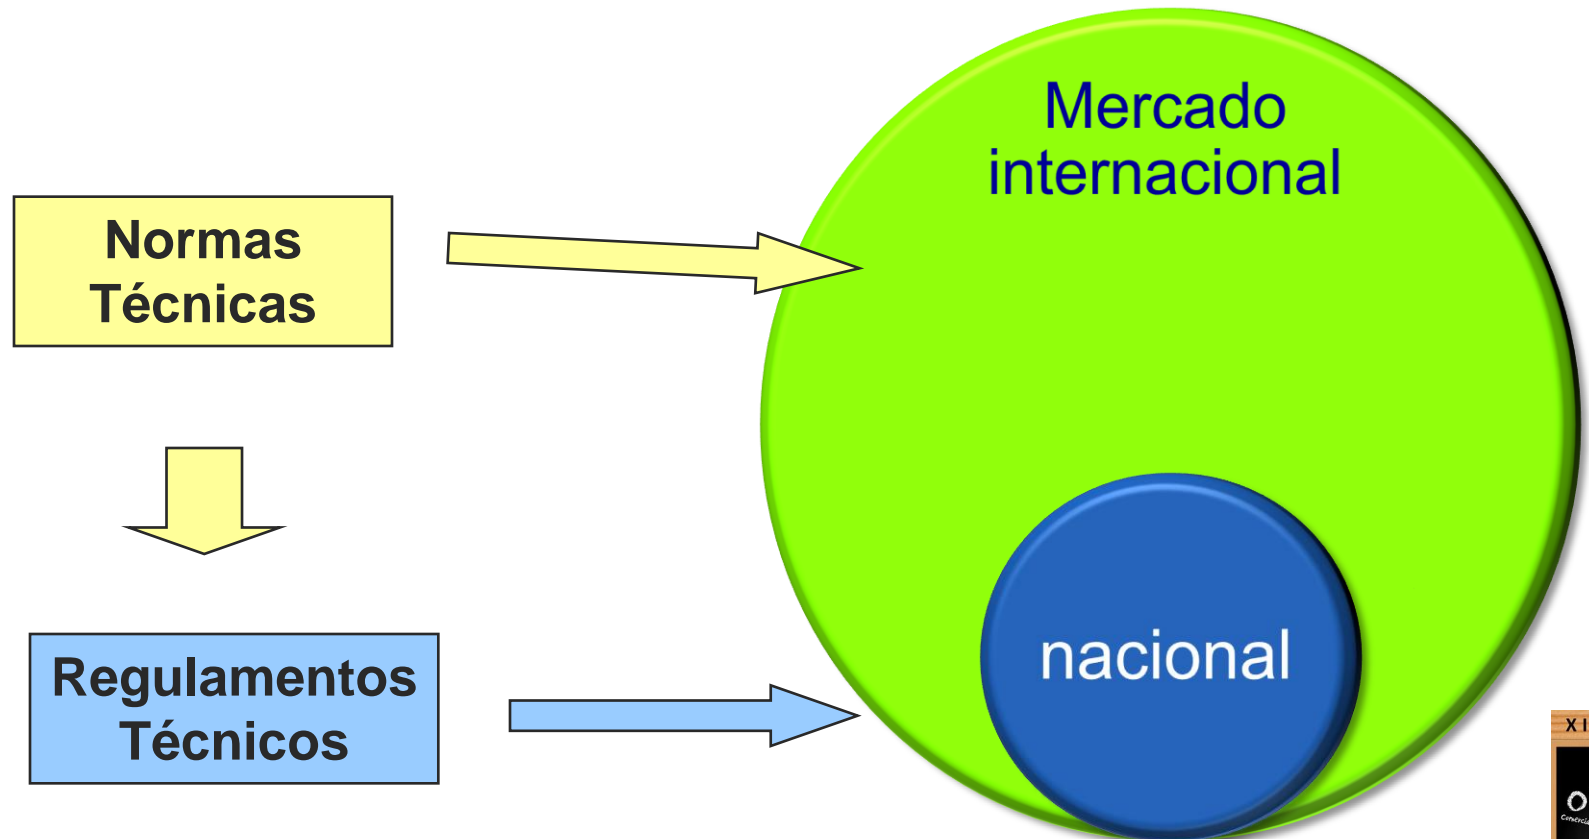 Mercado
internacional
Normas
Técnicas
nacional
Regulamentos
Técnicos
X I